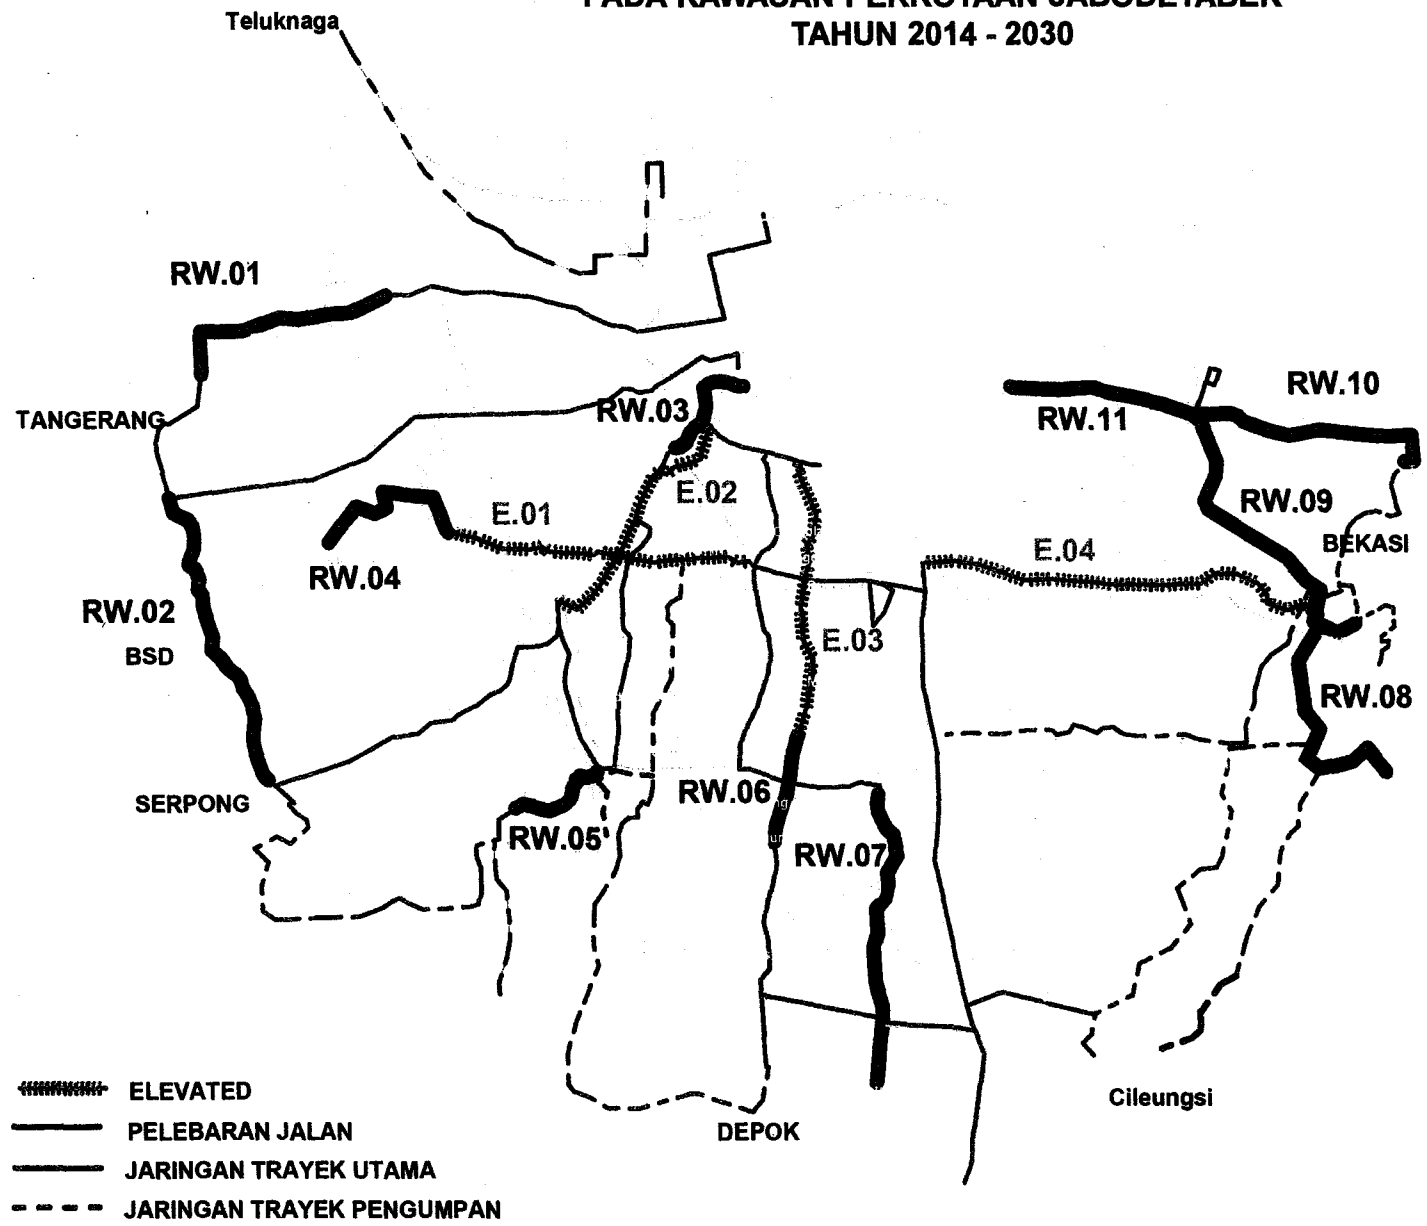 PADA KAWASAN PERKOTAAN JABODETABEK
TAHUN 2014 - 2030
Teluknaga
RW.01
RW.10
RW.03
RW.11
TANGERANG
E.02
RW.09
E.01
BEKASI
E.04
RW.04
RW.02
E.03
BSD
RW.08
RW.06
SERPONG
RW.05
RW.07
Cileungsi
DEPOK
ELEVATED
PELEBARAN JALAN
JARINGAN TRAYEK UTAMA
JARINGAN TRAYEK PENGUMPAN